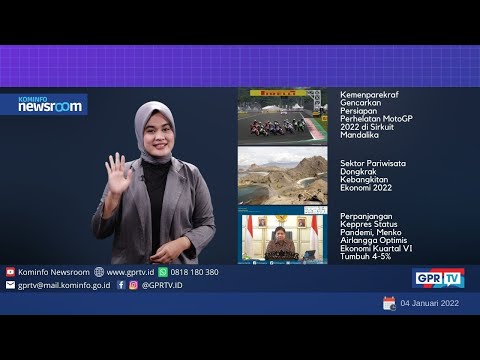 KOMINFO
newsroom
PIRELLI
Kemenparekraf
Gencarkan
Persiapan
Perhelatan MotoGP
2022 di Sirkuit
Mandalika
Sektor Pariwisata
Dongkrak
Kebangkitan
Ekonomi 2022
Perpanjangan
Keppres Status
Pandemi, Menko
Airlangga Optimis
Ekonomi Kuartal VI
Tumbuh 4-5%
Kominfo Newsroom www.gprtv.id 0818 180 380
gprtv@mail.kominfo.go.id @GPRTV.ID
GPR TV
04 Januari 2022